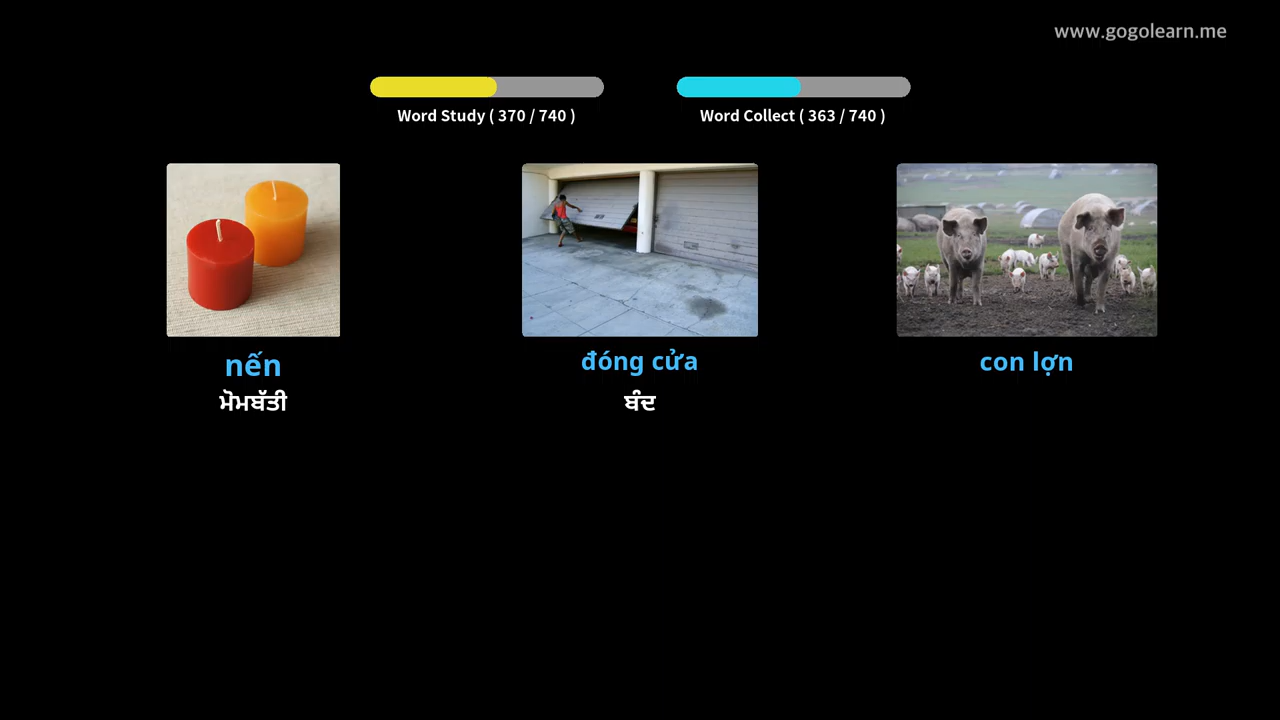 www.gogolearn.me
Word Study ( 370 / 740 )
Word Collect ( 363 / 740 )
nến
đóng cửa
con lợn
ਮੋਮਬੱਤੀ
ਬੰਦ